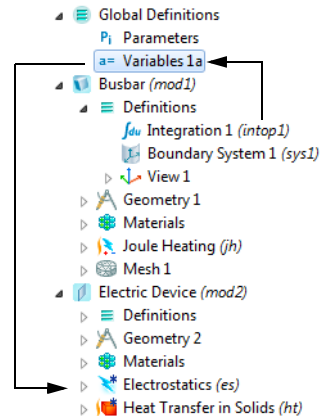 Global Definitions
Pi Parameters
a= Variables 1a
Busbar (mod1)
Definitions
∫du Integration 1 (intop1)
Boundary System 1 (sys1)
View 1
Geometry 1
Materials
Joule Heating (jh)
Mesh 1
Electric Device (mod2)
Definitions
Geometry 2
Materials
Electrostatics (es)
Heat Transfer in Solids (ht)